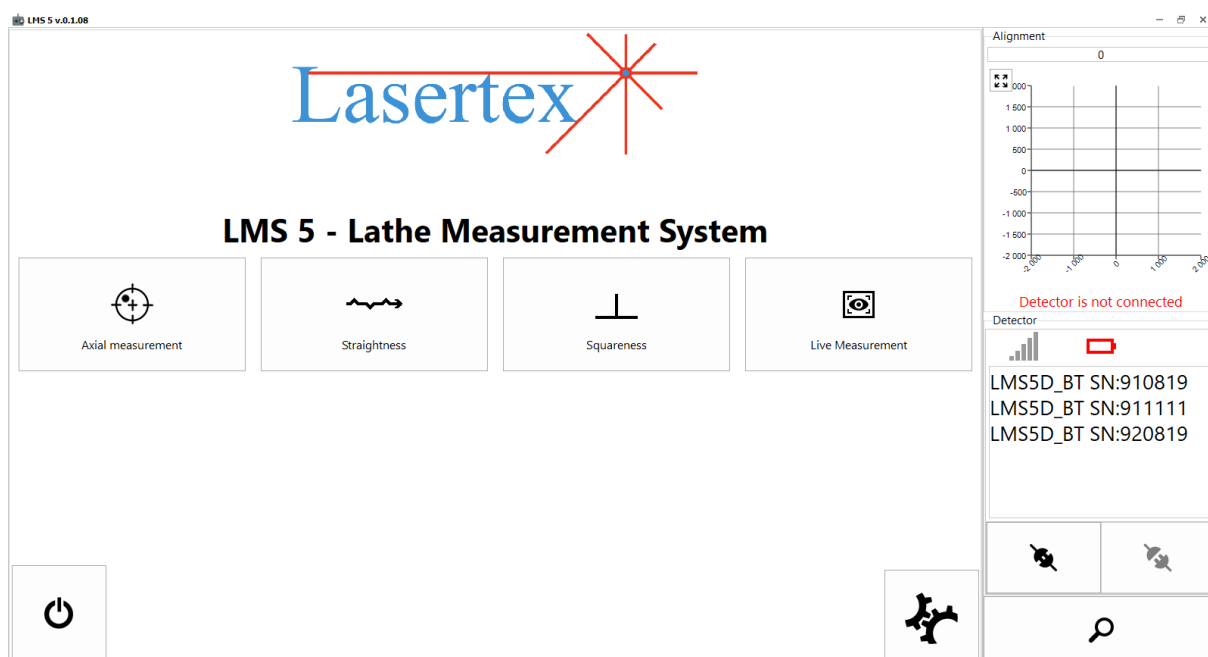 LMS 5 v.0.1.08
Lasertex
LMS 5 - Lathe Measurement System
Axial measurement
Straightness
Squareness
Live Measurement
Alignment
0
1 500
1 000
500
0
-500
-1 000
-1 500
-2 000
-2 000
-1 000
0
1 000
2 000
Detector is not connected
Detector
LMS5D_BT SN:910819
LMS5D_BT SN:911111
LMS5D_BT SN:920819